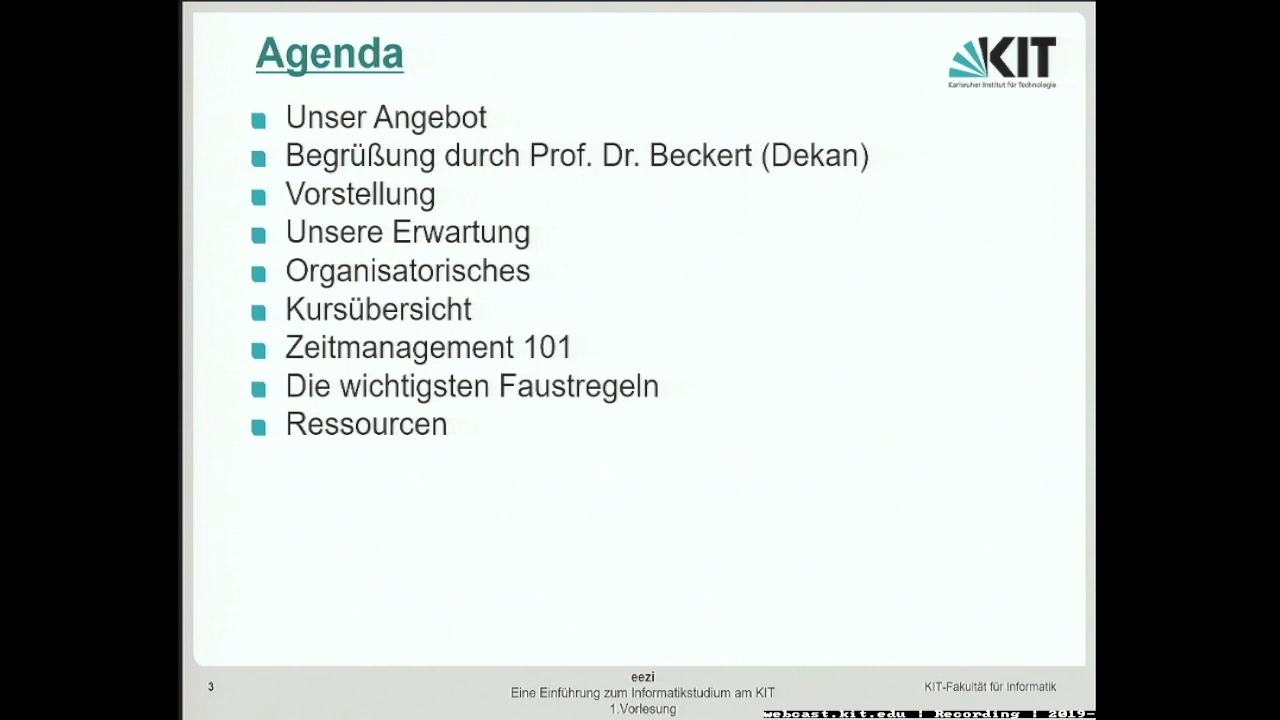 Agenda
KIT
Karlsruher Institut für Technologie
Unser Angebot
Begrüßung durch Prof. Dr. Beckert (Dekan)
Vorstellung
Unsere Erwartung
Organisatorisches
Kursübersicht
Zeitmanagement 101
Die wichtigsten Faustregeln
Ressourcen
3
eezi
Eine Einführung zum Informatikstudium am KIT
1.Vorlesung
KIT-Fakultät für Informatik
webcast.kit.edu | Recording | 2019-